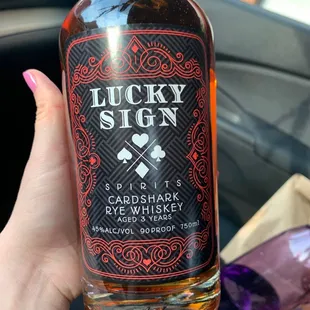 LUCKY
SIGN
SPIRITS
CARDSHARK
RYE WHISKEY
AGED 3 YEARS
45%ALC/VOL 90PROOF 750ml